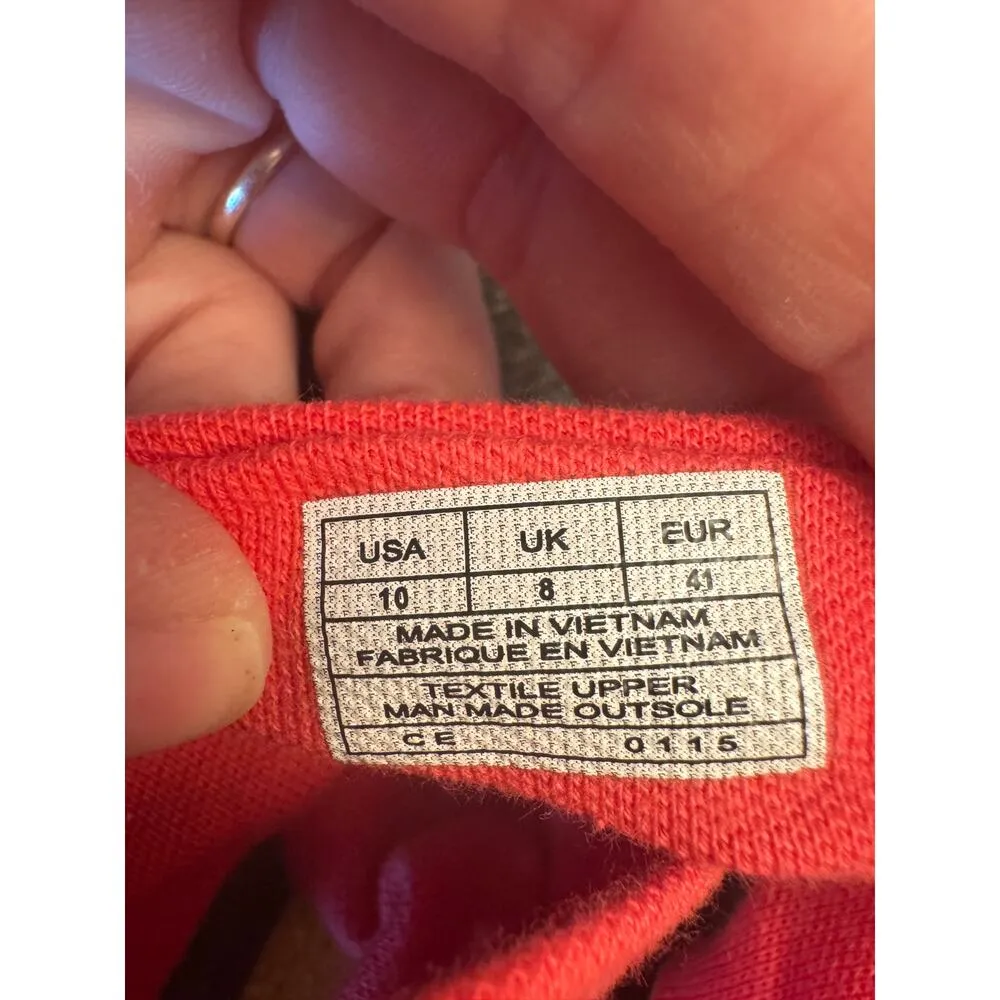 USA UK EUR
10 8 41
MADE IN VIETNAM
FABRIQUE EN VIETNAM
TEXTILE UPPER
MAN MADE OUTSOLE
CE 0115